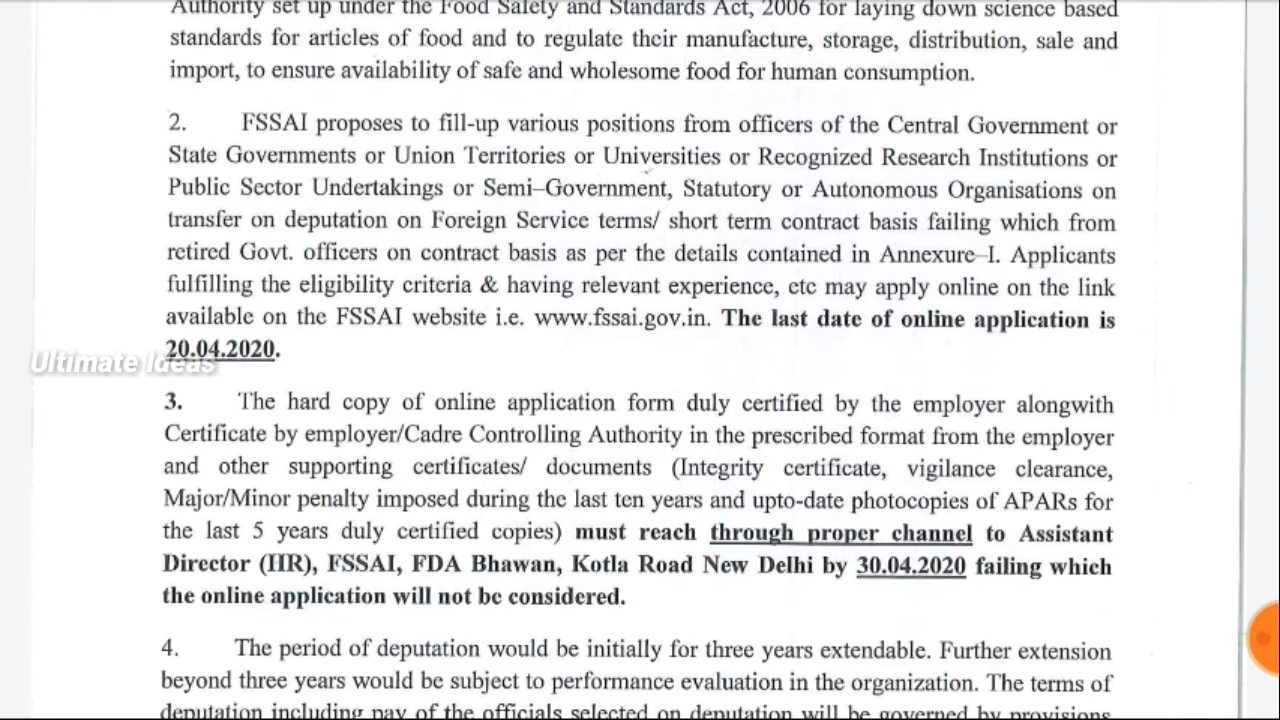 Authority set up under the Food Safety and Standards Act, 2006 for laying down science based
standards for articles of food and to regulate their manufacture, storage, distribution, sale and
import, to ensure availability of safe and wholesome food for human consumption.
2. FSSAI proposes to fill-up various positions from officers of the Central Government or
State Governments or Union Territories or Universities or Recognized Research Institutions or
Public Sector Undertakings or Semi–Government, Statutory or Autonomous Organisations on
transfer on deputation on Foreign Service terms/ short term contract basis failing which from
retired Govt. officers on contract basis as per the details contained in Annexure–I. Applicants
fulfilling the eligibility criteria & having relevant experience, etc may apply online on the link
available on the FSSAI website i.e. www.fssai.gov.in. The last date of online application is
20.04.2020.
Ultimate Ideas
3. The hard copy of online application form duly certified by the employer alongwith
Certificate by employer/Cadre Controlling Authority in the prescribed format from the employer
and other supporting certificates/ documents (Integrity certificate, vigilance clearance,
Major/Minor penalty imposed during the last ten years and upto-date photocopies of APARs for
the last 5 years duly certified copies) must reach through proper channel to Assistant
Director (HR), FSSAI, FDA Bhawan, Kotla Road New Delhi by 30.04.2020 failing which
the online application will not be considered.
4. The period of deputation would be initially for three years extendable. Further extension
beyond three years would be subject to performance evaluation in the organization. The terms of
deputation including pay of the officials selected on deputation will be governed by provisions